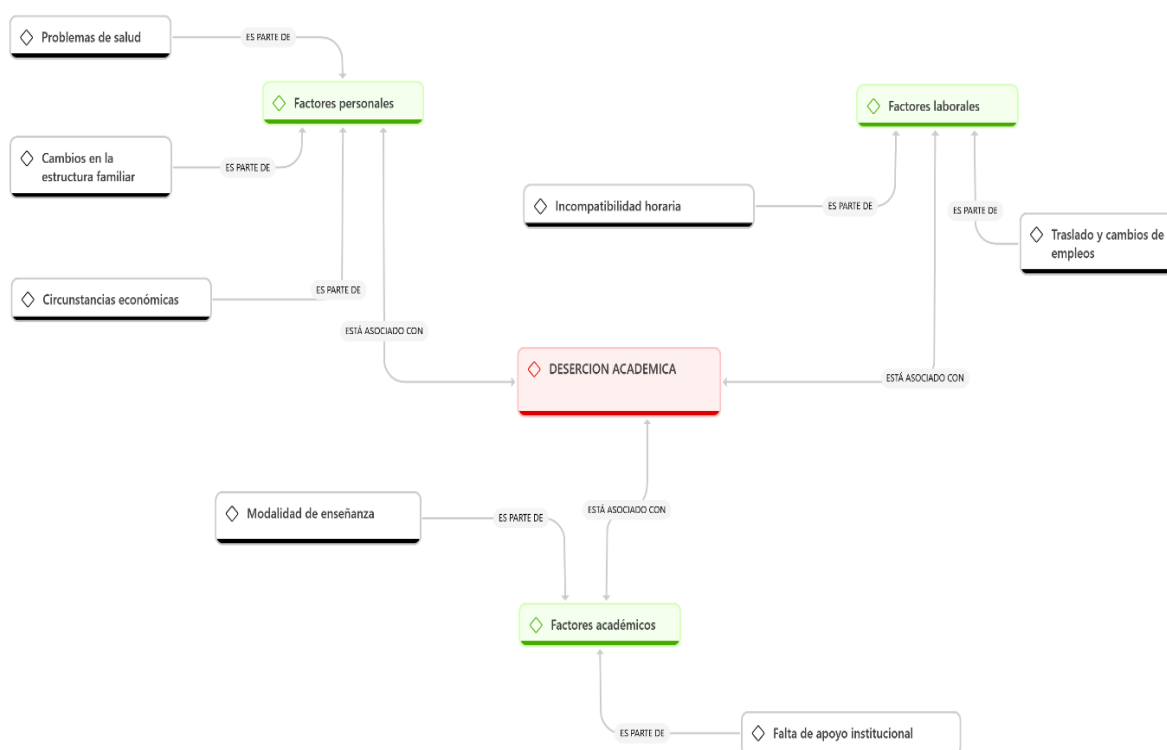 Problemas de salud
ES PARTE DE
Factores personales
Factores laborales
Cambios en la
estructura familiar
ES PARTE DE
Incompatibilidad horaria
ES PARTE DE
ES PARTE DE
Traslado y cambios de
empleos
Circunstancias económicas
ES PARTE DE
ESTÁ ASOCIADO CON
DESERCION ACADEMICA
ESTÁ ASOCIADO CON
Modalidad de enseñanza
ES PARTE DE
ESTÁ ASOCIADO CON
Factores académicos
ES PARTE DE
Falta de apoyo institucional